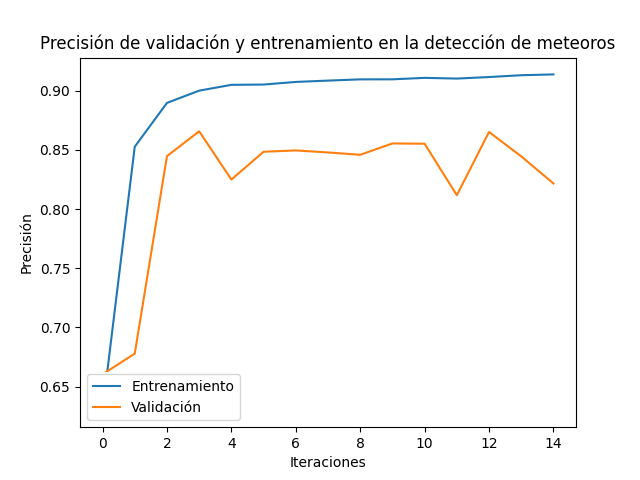 Precisión de validación y entrenamiento en la detección de meteoros
0.90
0.85
0.80
0.75
0.70
0.65
Precisión
Entrenamiento
Validación
0 2 4 6 8 10 12 14
Iteraciones